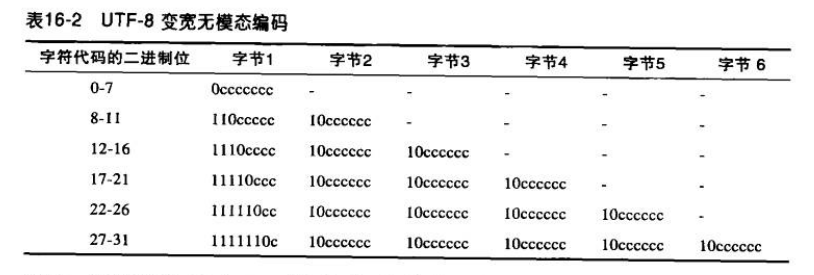 表16-2 UTF-8 变宽无模态编码
字符代码的二进制位 字节1 字节2 字节3 字节4 字节5 字节 6
0-7 0ccccccc - - - - -
8-11 110ccccc 10cccccc - - - -
12-16 1110cccc 10cccccc 10cccccc - - -
17-21 11110ccc 10cccccc 10cccccc 10cccccc - -
22-26 111110cc 10cccccc 10cccccc 10cccccc 10cccccc -
27-31 1111110c 10cccccc 10cccccc 10cccccc 10cccccc 10cccccc